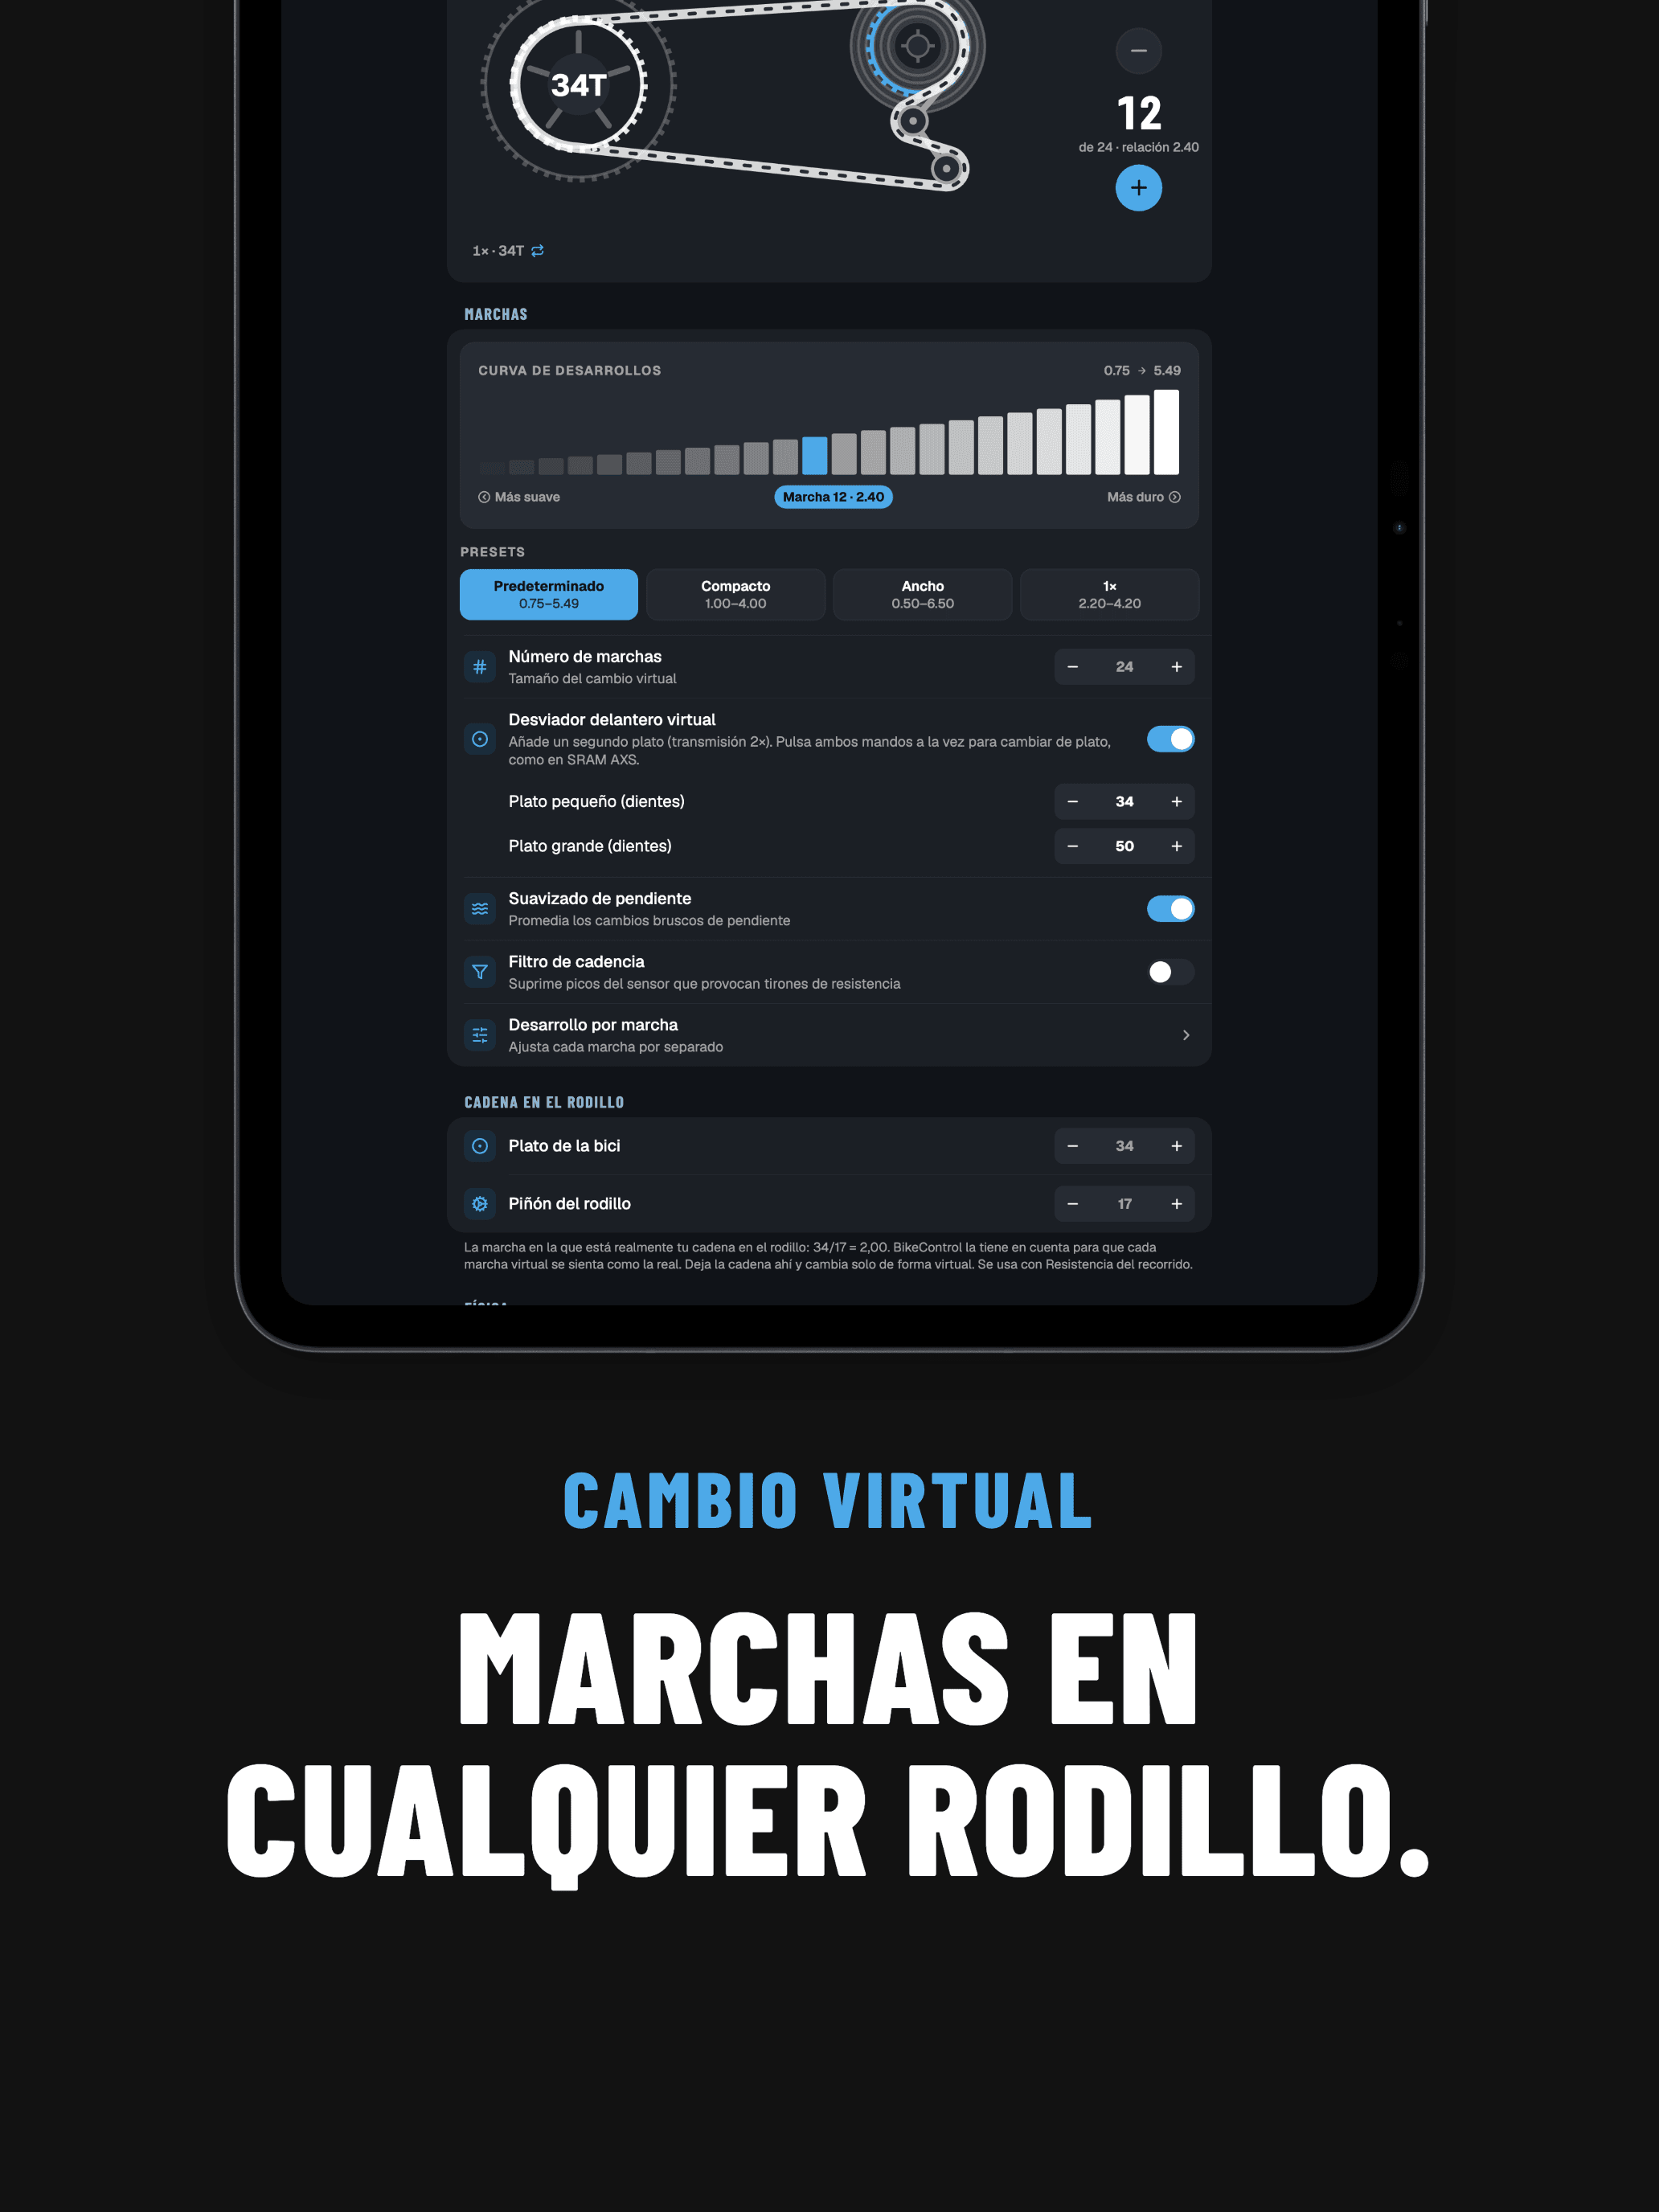 34T
12
de 24 · relación 2.40
1× · 34T
MARCHAS
CURVA DE DESARROLLOS
0.75 → 5.49
Más suave
Marcha 12 · 2.40
Más duro
PRESETS
Predeterminado
0.75–5.49
Compacto
1.00–4.00
Ancho
0.50–6.50
1×
2.20–4.20
Número de marchas
Tamaño del cambio virtual
− 24 +
Desviador delantero virtual
Añade un segundo plato (transmisión 2×). Pulsa ambos mandos a la vez para cambiar de plato,
como en SRAM AXS.
Plato pequeño (dientes)
− 34 +
Plato grande (dientes)
− 50 +
Suavizado de pendiente
Promedia los cambios bruscos de pendiente
Filtro de cadencia
Suprime picos del sensor que provocan tirones de resistencia
Desarrollo por marcha
Ajusta cada marcha por separado
CADENA EN EL RODILLO
Plato de la bici
− 34 +
Piñón del rodillo
− 17 +
La marcha en la que está realmente tu cadena en el rodillo: 34/17 = 2,00. BikeControl la tiene en cuenta para que cada
marcha virtual se sienta como la real. Deja la cadena ahí y cambia solo de forma virtual. Se usa con Resistencia del recorrido.
CAMBIO VIRTUAL
MARCHAS EN
CUALQUIER RODILLO.